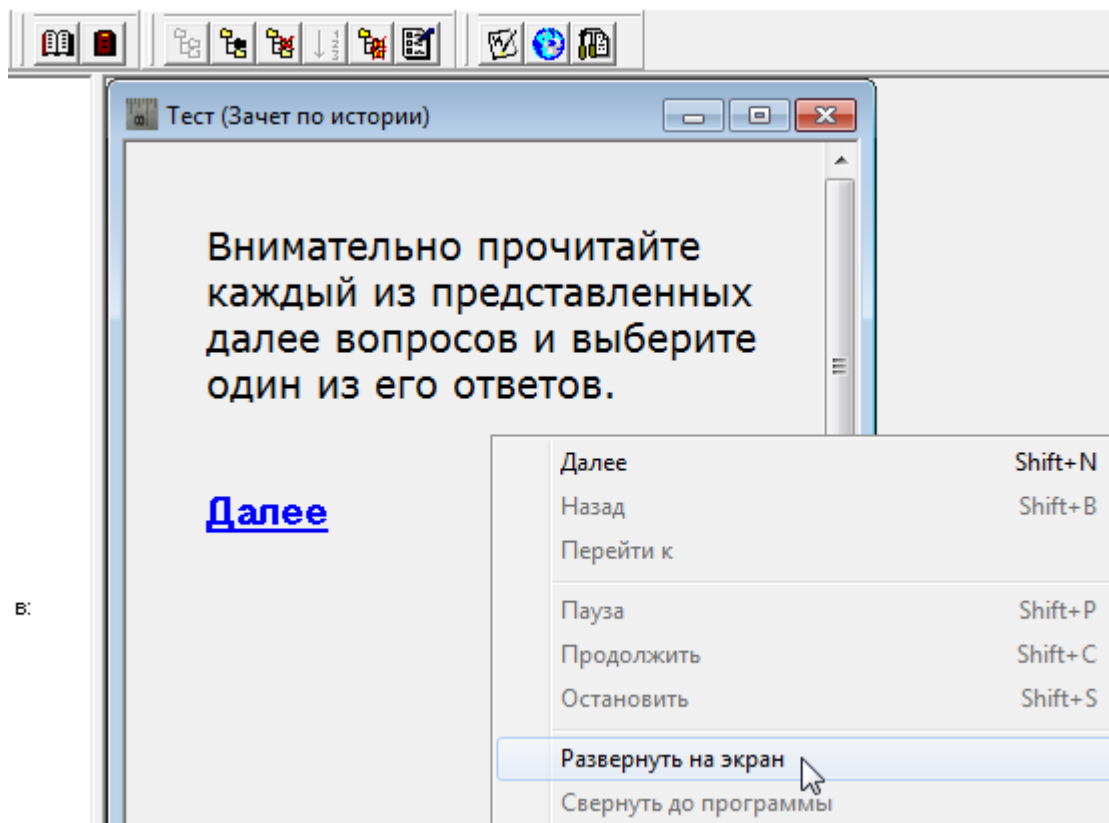 Тест (Зачет по истории)
Внимательно прочитайте
каждый из представленных
далее вопросов и выберите
один из его ответов.
Далее
в:
Далее Shift+N
Назад Shift+B
Перейти к
Пауза Shift+P
Продолжить Shift+C
Остановить Shift+S
Развернуть на экран
Свернуть до программы